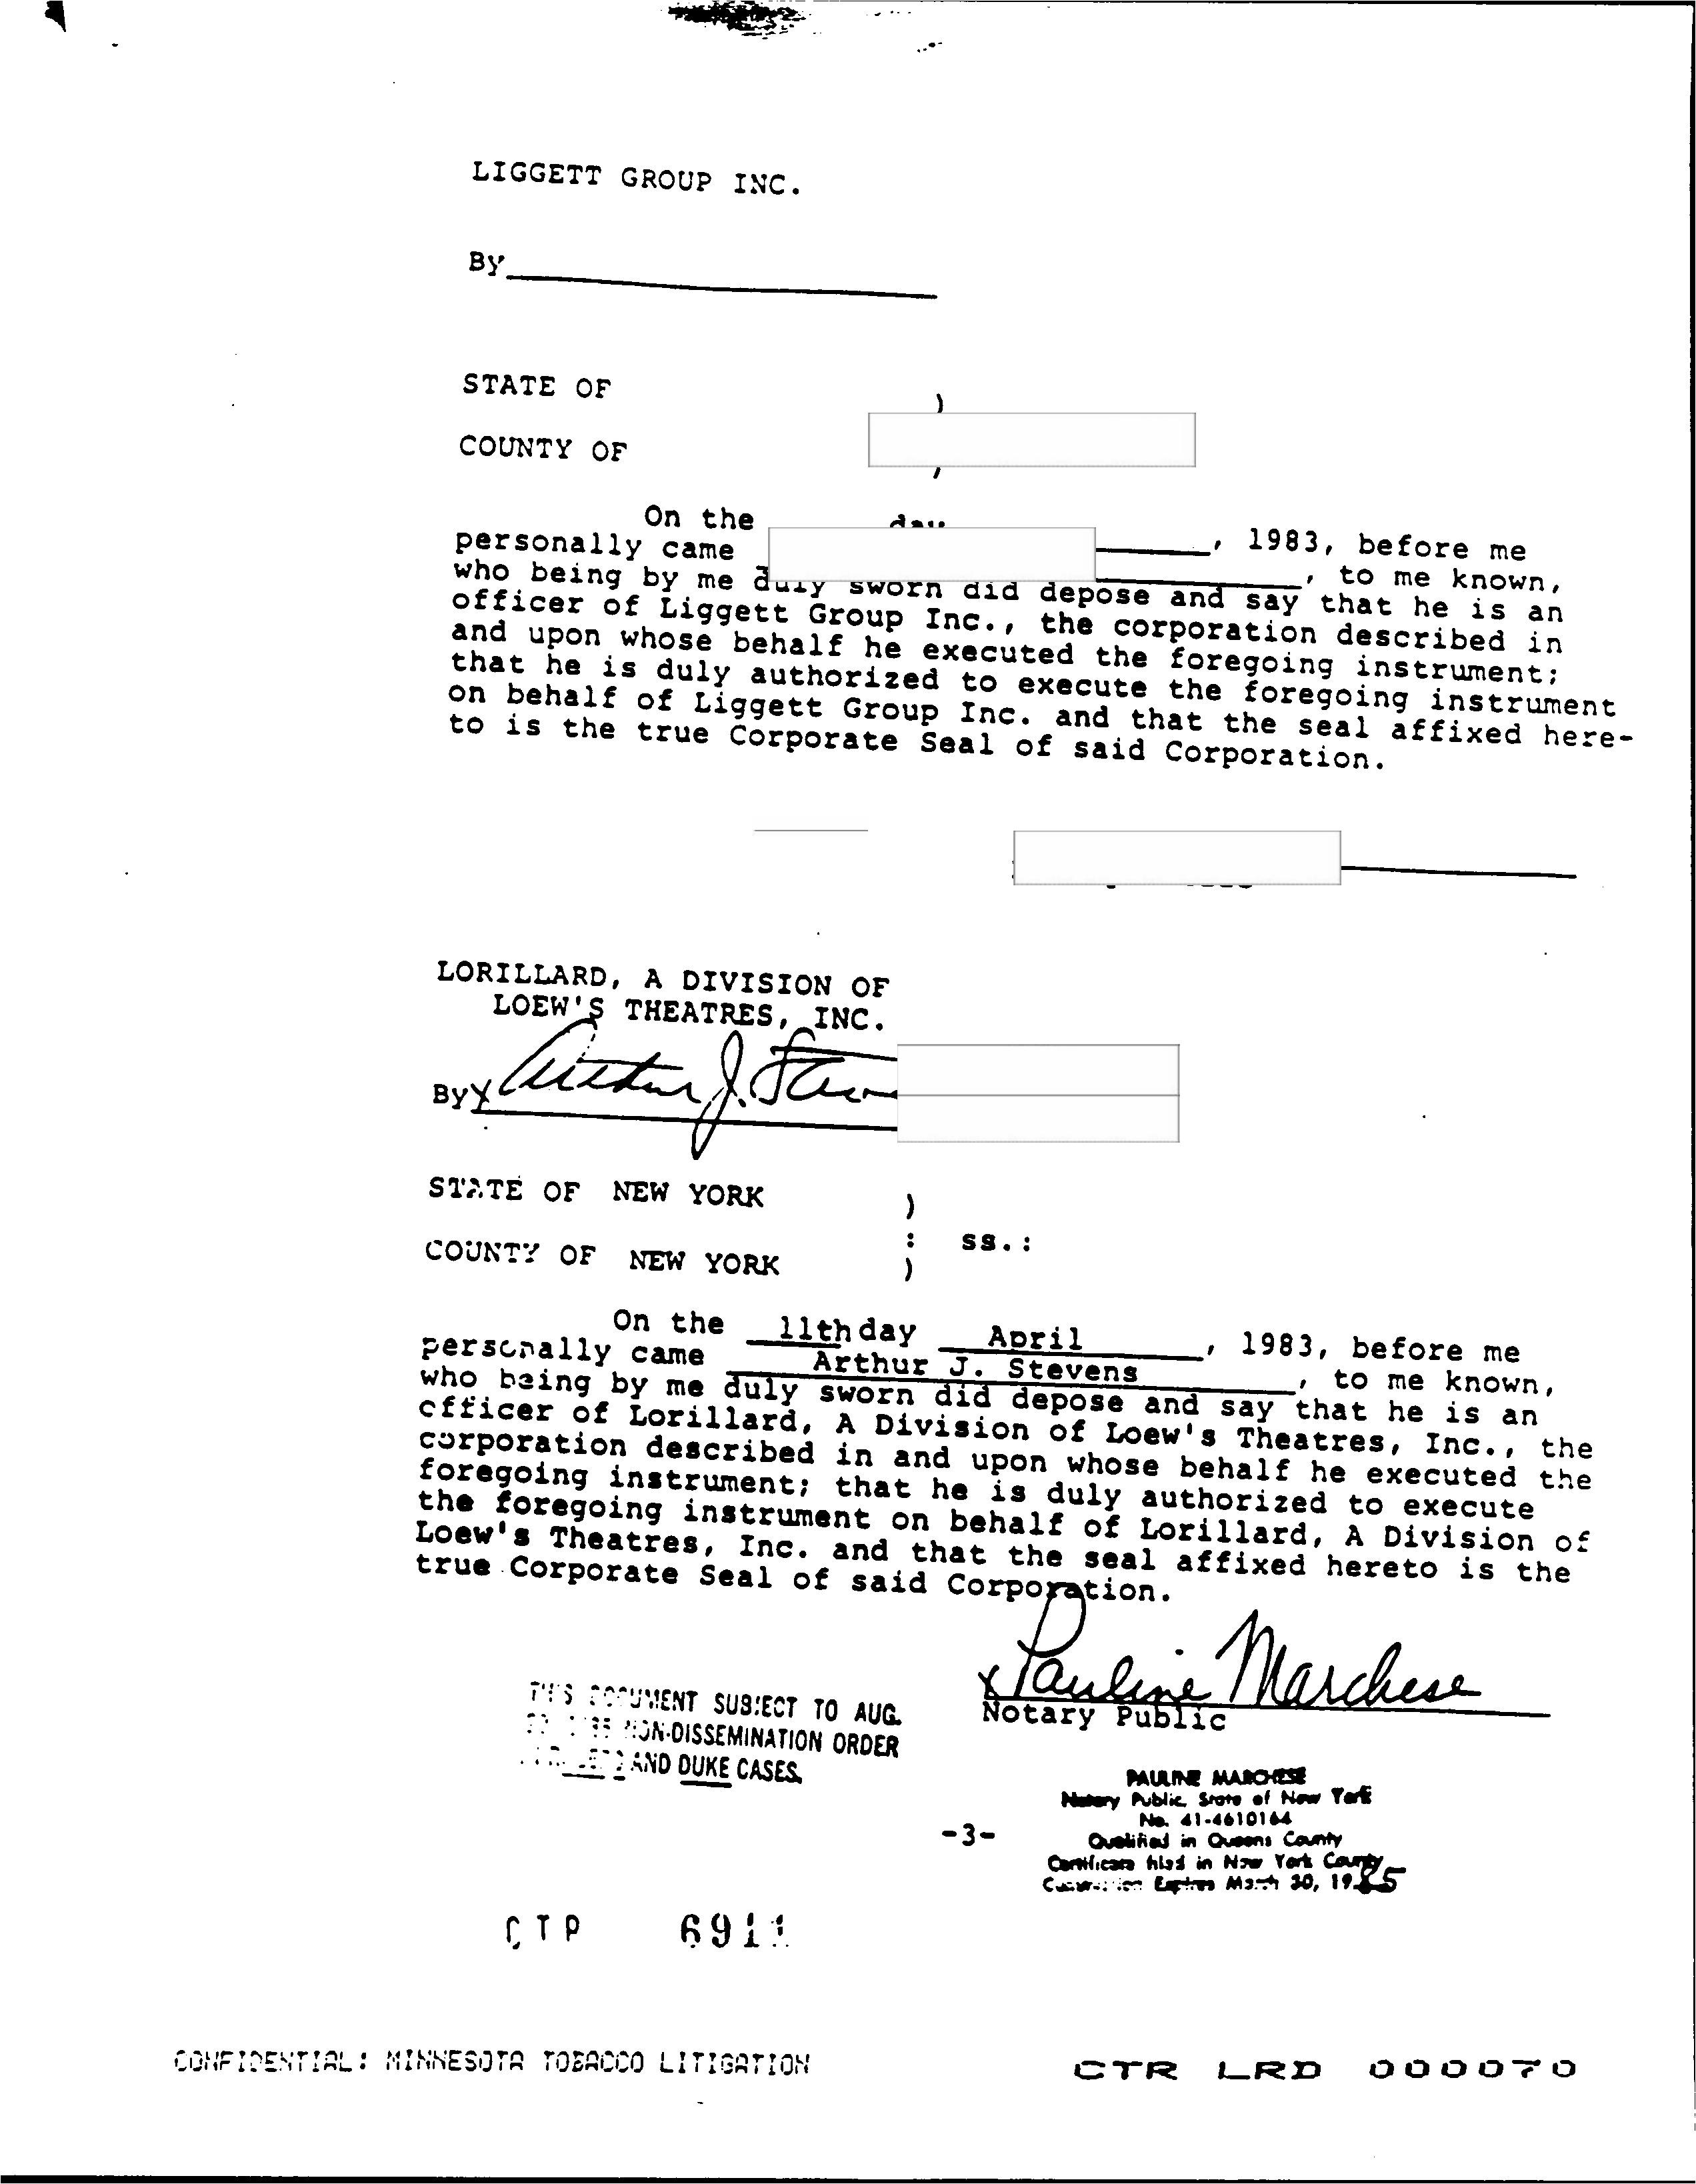 LIGGETT GROUP INC.
By
STATE OF )
COUNTY OF
On the day , 1983, before me
personally came , to me known,
who being by me duly sworn did depose and say that he is an
officer of Liggett Group Inc., the corporation described in
and upon whose behalf he executed the foregoing instrument;
that he is duly authorized to execute the foregoing instrument
on behalf of Liggett Group Inc. and that the seal affixed here-
to is the true Corporate Seal of said Corporation.
LORILLARD, A DIVISION OF
LOEW'S THEATRES, INC.
By x Arthur J. Steven
STATE OF NEW YORK )
: ss.:
COUNTY OF NEW YORK )
On the 11th day April , 1983, before me
personally came Arthur J. Stevens , to me known,
who being by me duly sworn did depose and say that he is an
officer of Lorillard, A Division of Loew's Theatres, Inc., the
corporation described in and upon whose behalf he executed the
foregoing instrument; that he is duly authorized to execute
the foregoing instrument on behalf of Lorillard, A Division of
Loew's Theatres, Inc. and that the seal affixed hereto is the
true Corporate Seal of said Corporation.
x Pauline Marchese
Notary Public
THIS DOCUMENT SUBJECT TO AUG.
NON-DISSEMINATION ORDER
AND DUKE CASES.
PAULINE MARCHESE
Notary Public, State of New York
No. 41-4610164
Qualified in Queens County
Certificate filed in New York County
Commission Expires March 30, 1985
-3-
CTP 6911
CONFIDENTIAL: MINNESOTA TOBACCO LITIGATION
CTR LRD 000070